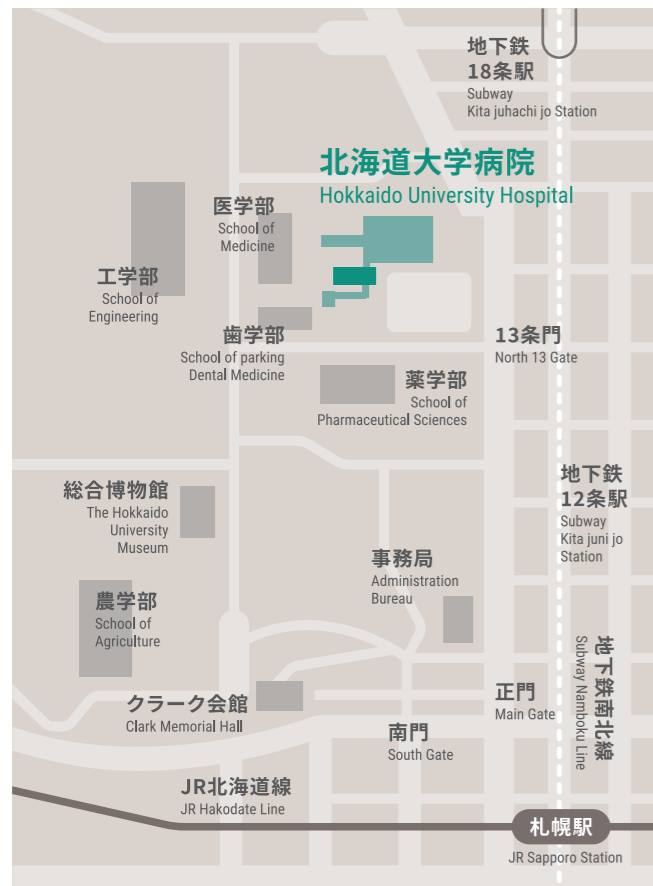 地下鉄
18条駅
Subway
Kita juhachi jo Station
北海道大学病院
Hokkaido University Hospital
医学部
School of
Medicine
工学部
School of
Engineering
歯学部
School of parking
Dental Medicine
13条門
North 13 Gate
薬学部
School of
Pharmaceutical Sciences
総合博物館
The Hokkaido
University
Museum
地下鉄
12条駅
Subway
Kita juni jo
Station
事務局
Administration
Bureau
農学部
School of
Agriculture
地下鉄南北線
Subway Namboku Line
クラーク会館
Clark Memorial Hall
正門
Main Gate
南門
South Gate
JR北海道線
JR Hakodate Line
札幌駅
JR Sapporo Station